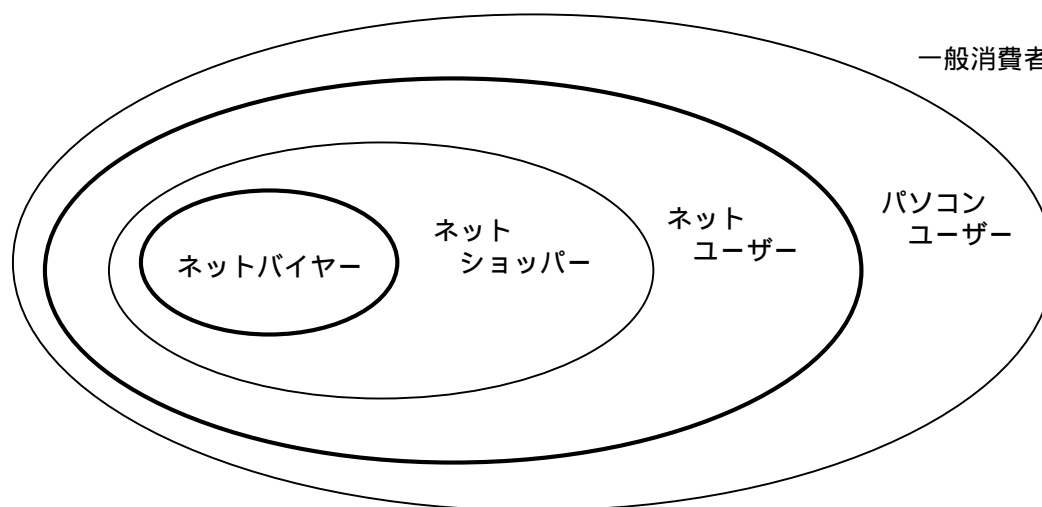 一般消費者
パソコン
ユーザー
ネット
ユーザー
ネット
ショッパー
ネットバイヤー